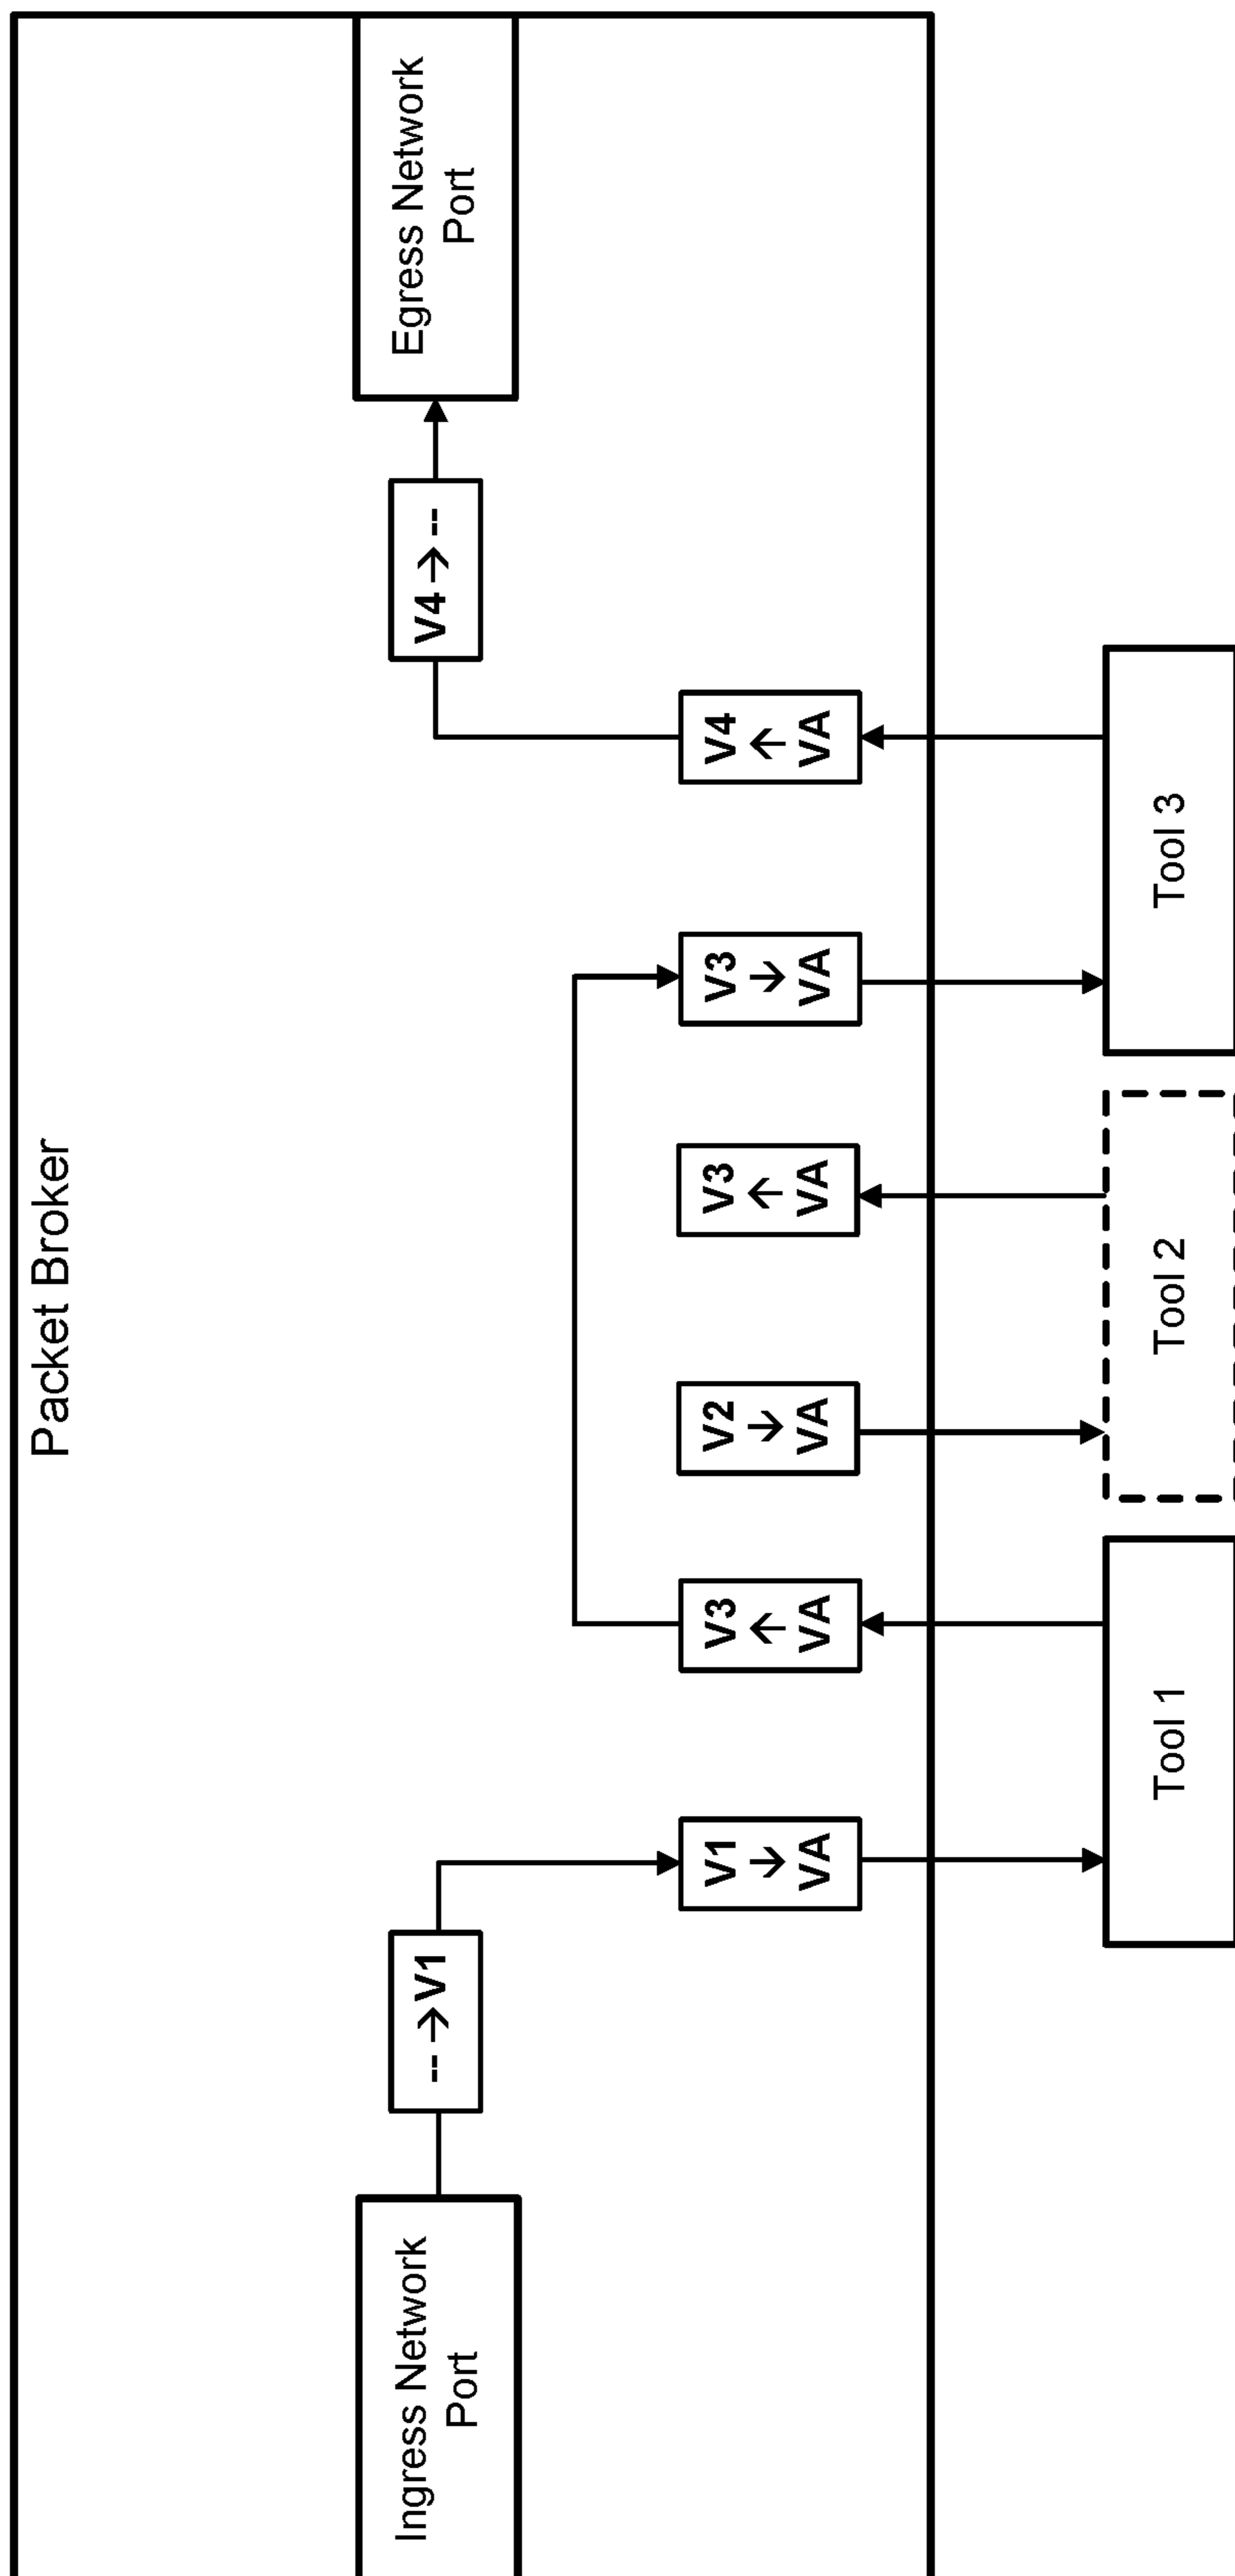 Packet Broker
Ingress Network
Port
-- → V1
V4 → --
Egress Network
Port
V1
↓
VA
V3
↑
VA
V2
↓
VA
V3
↑
VA
V3
↓
VA
V4
↑
VA
Tool 1
Tool 2
Tool 3